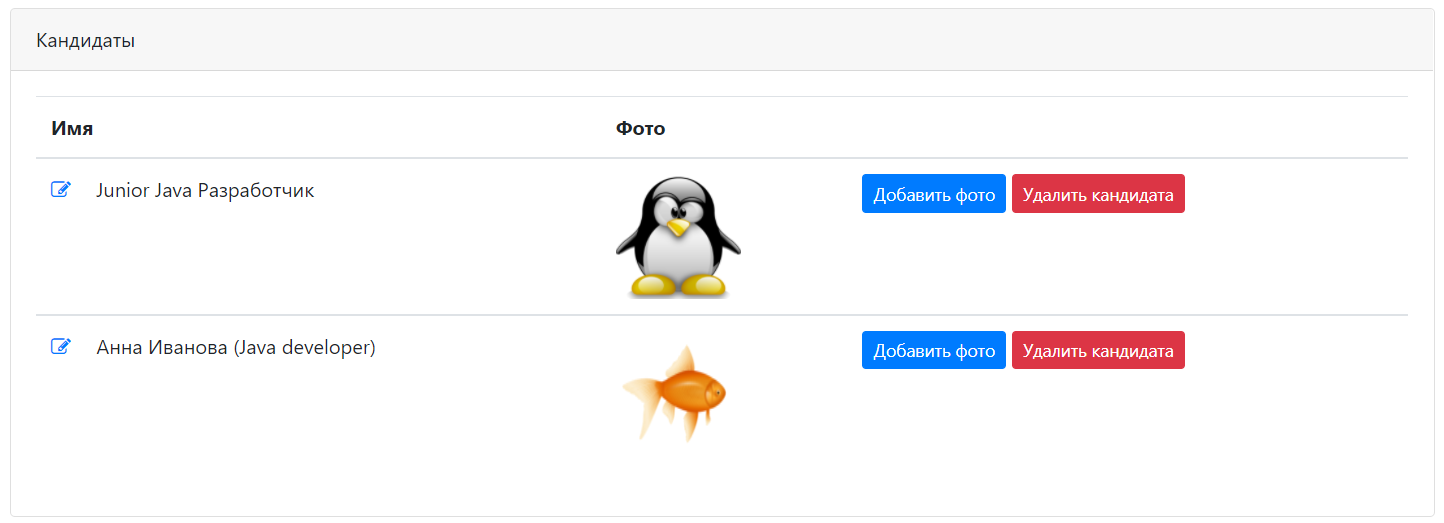 Кандидаты
Имя Фото
Junior Java Разработчик Добавить фото Удалить кандидата
Анна Иванова (Java developer) Добавить фото Удалить кандидата